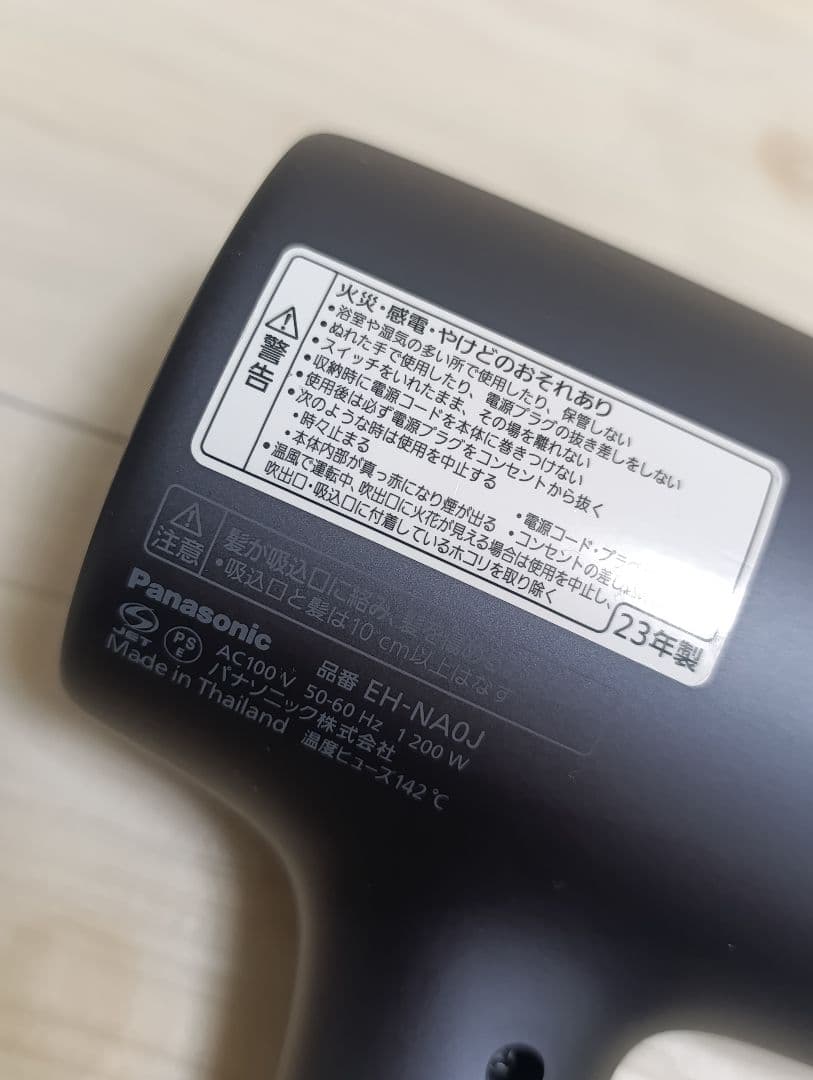 警告
火災・感電・やけどのおそれあり
•浴室や湿気の多い所で使用したり、保管しない
•ぬれた手で使用したり、電源プラグの抜き差しをしない
•スイッチをいれたまま、その場を離れない
•収納時に電源コードを本体に巻きつけない
•使用後は必ず電源プラグをコンセントから抜く
•次のような時は使用を中止する
・時々止まる •電源コード・プラ
・本体内部が真っ赤になり煙が出る •コンセントの差し
•温風で運転中、吹出口に火花が見える場合は使用を中止し、
吹出口・吸込口に付着しているホコリを取り除く
23年製
注意
髪が吸込口
•吸込口と髪は10cm以上はなす
Panasonic 品番 EH-NA0J
JET PSE AC100V 50-60Hz 1200W
パナソニック株式会社
Made in Thailand 温度ヒューズ142℃